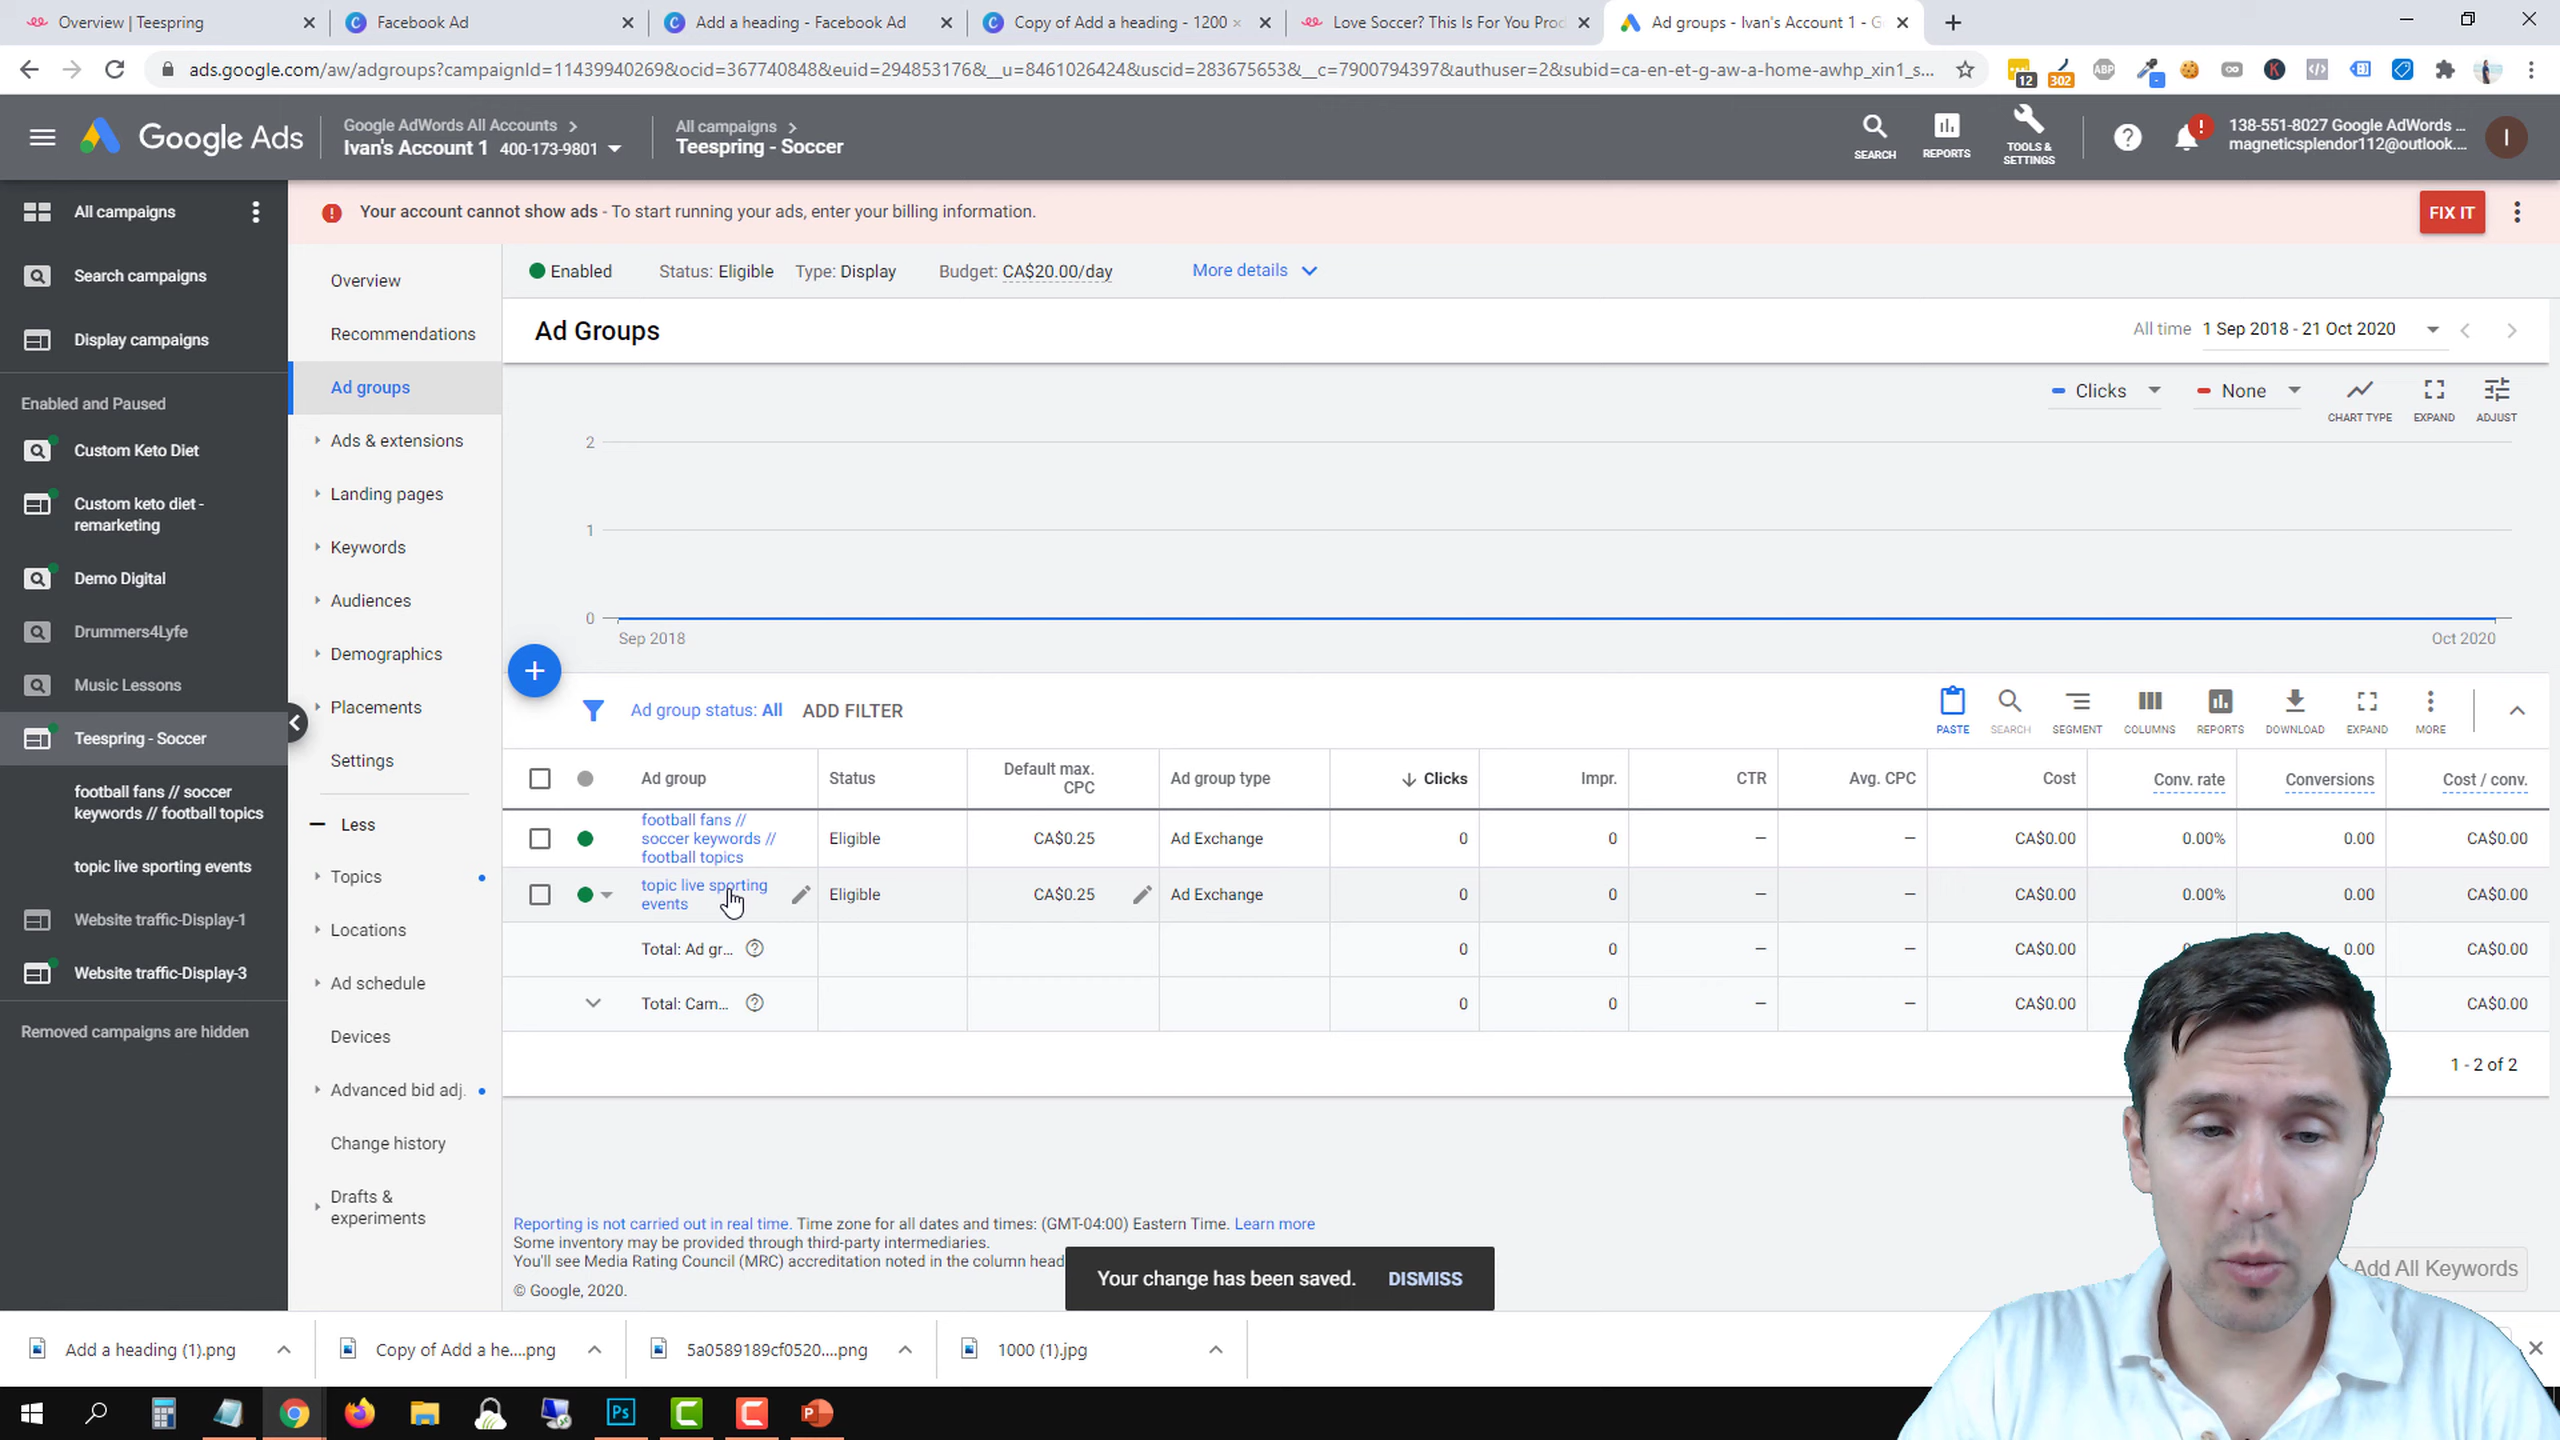 Overview | Teespring
Facebook Ad
Add a heading - Facebook Ad
Copy of Add a heading - 1200
Love Soccer? This Is For You Prod
Ad groups - Ivan's Account 1 - G
ads.google.com/aw/adgroups?campaignId=11439940269&ocid=367740848&euid=294853176&__u=8461026424&uscid=283675653&__c=7900794397&authuser=2&subid=ca-en-et-g-aw-a-home-awhp_xin1_s...
12
302
ABP
Google Ads
Google AdWords All Accounts
Ivan's Account 1 400-173-9801
All campaigns
Teespring - Soccer
SEARCH
REPORTS
TOOLS & SETTINGS
138-551-8027 Google AdWords ...
magneticsplendor112@outlook....
I
All campaigns
Search campaigns
Display campaigns
Enabled and Paused
Custom Keto Diet
Custom keto diet -
remarketing
Demo Digital
Drummers4Lyfe
Music Lessons
Teespring - Soccer
football fans // soccer
keywords // football topics
topic live sporting events
Website traffic-Display-1
Website traffic-Display-3
Removed campaigns are hidden
Your account cannot show ads - To start running your ads, enter your billing information.
FIX IT
Overview
Recommendations
Ad groups
Ads & extensions
Landing pages
Keywords
Audiences
Demographics
Placements
Settings
Less
Topics
Locations
Ad schedule
Devices
Advanced bid adj.
Change history
Drafts &
experiments
Enabled Status: Eligible Type: Display Budget: CA$20.00/day More details
Ad Groups
All time 1 Sep 2018 - 21 Oct 2020
Clicks
None
CHART TYPE
EXPAND
ADJUST
2
1
0
Sep 2018
Oct 2020
Ad group status: All ADD FILTER
PASTE
SEARCH
SEGMENT
COLUMNS
REPORTS
DOWNLOAD
EXPAND
MORE
Ad group Status Default max. CPC Ad group type Clicks Impr. CTR Avg. CPC Cost Conv. rate Conversions Cost / conv.
football fans //
soccer keywords //
football topics
Eligible CA$0.25 Ad Exchange 0 0 – – CA$0.00 0.00% 0.00 CA$0.00
topic live sporting
events
Eligible CA$0.25 Ad Exchange 0 0 – – CA$0.00 0.00% 0.00 CA$0.00
Total: Ad gr... 0 0 – – CA$0.00 0.00 CA$0.00
Total: Cam... 0 0 – – CA$0.00 CA$0.00
1 - 2 of 2
Reporting is not carried out in real time. Time zone for all dates and times: (GMT-04:00) Eastern Time. Learn more
Some inventory may be provided through third-party intermediaries.
You'll see Media Rating Council (MRC) accreditation noted in the column head
© Google, 2020.
Your change has been saved. DISMISS
Add All Keywords
Add a heading (1).png
Copy of Add a he....png
5a0589189cf0520....png
1000 (1).jpg
Ps